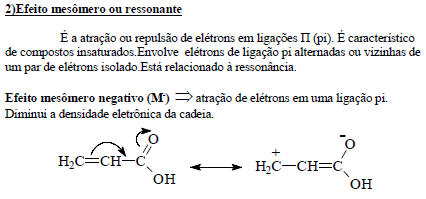 2)Efeito mesômero ou ressonante
É a atração ou repulsão de elétrons em ligações Π (pi). É característico
de compostos insaturados.Envolve elétrons de ligação pi alternadas ou vizinhas de
um par de elétrons isolado.Está relacionado à ressonância.
Efeito mesômero negativo (M-) ⇒ atração de elétrons em uma ligação pi.
Diminui a densidade eletrônica da cadeia.
H₂C=CH—C O OH ↔ H₂C+—CH=C O- OH